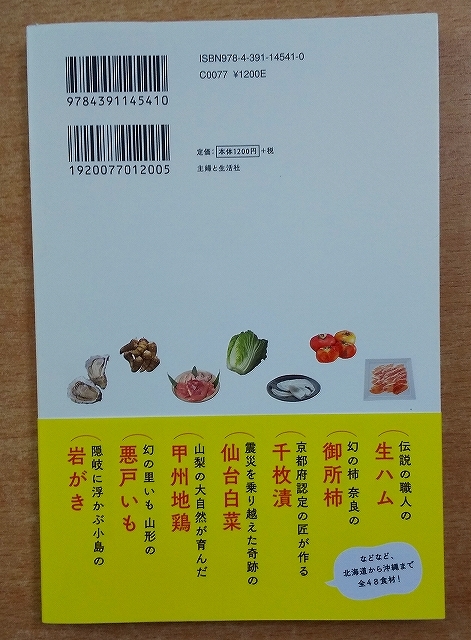 ISBN978-4-391-14541-0
C0077 ¥1200E
9784391145410
1920077012005
定価：本体1200円＋税
主婦と生活社
伝説の職人の
生ハム
幻の柿 奈良の
御所柿
京都府認定の匠が作る
千枚漬
震災を乗り越えた奇跡の
仙台白菜
山梨の大自然が育んだ
甲州地鶏
幻の里いも 山形の
悪戸いも
隠岐に浮かぶ小島の
岩がき
などなど、
北海道から沖縄まで
全48食材！